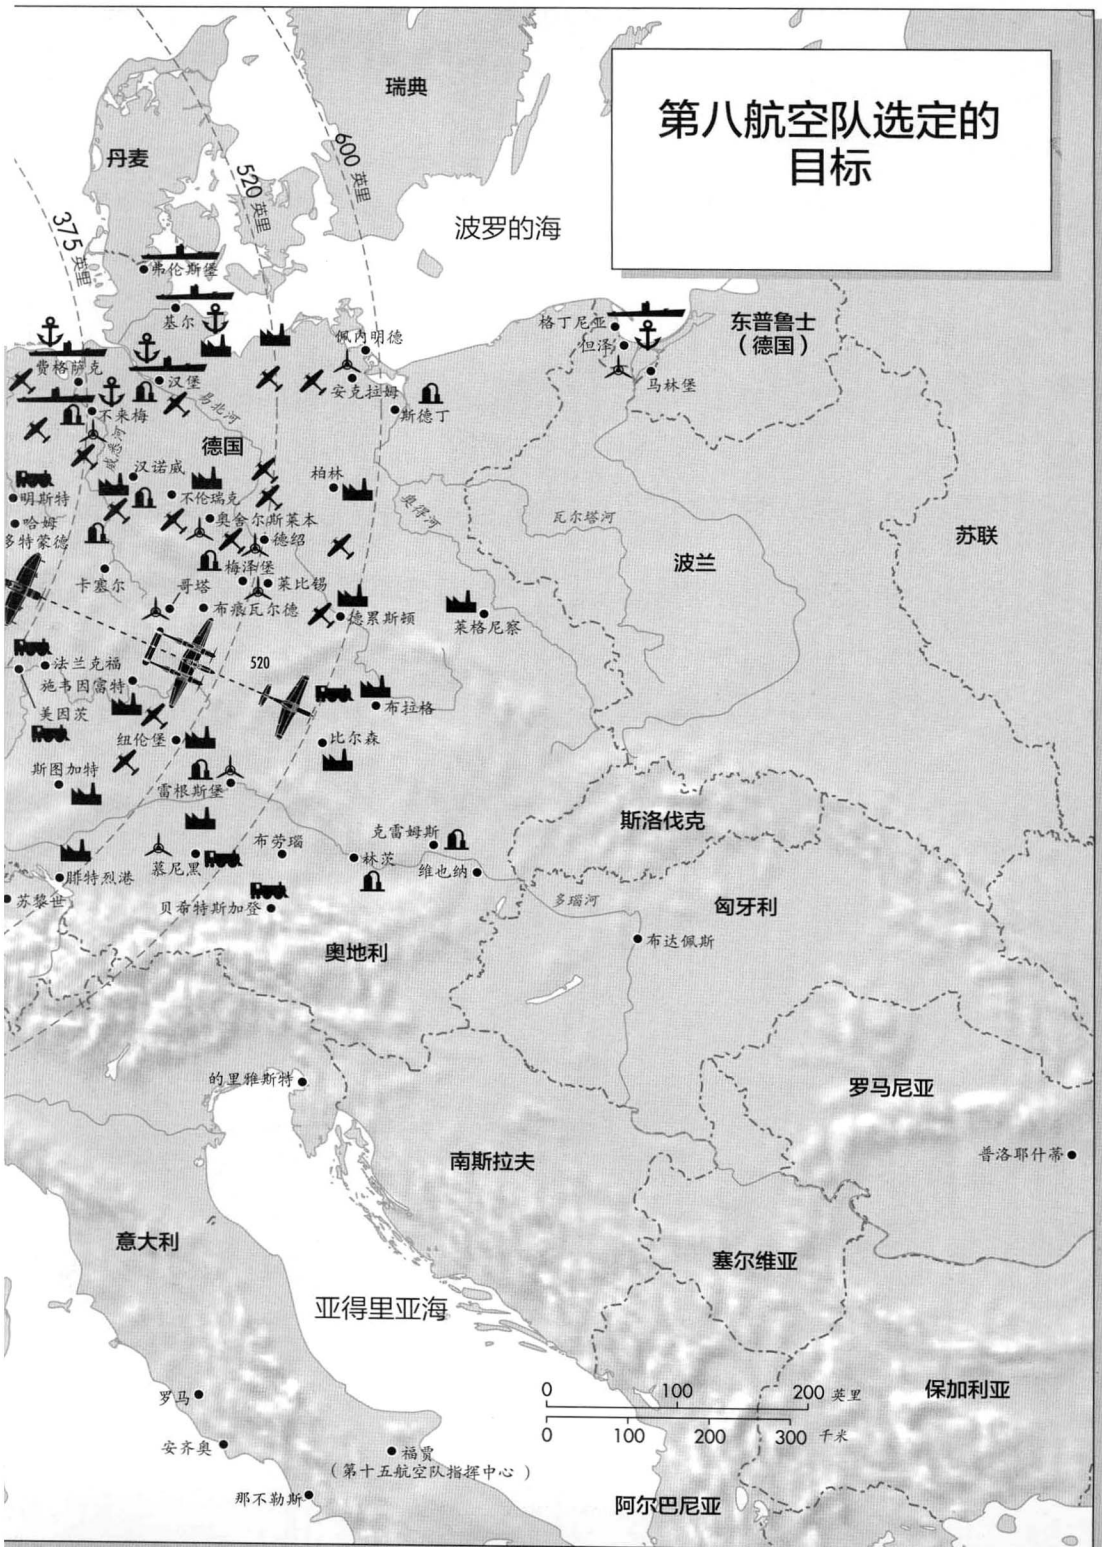 第八航空队选定的
目标
瑞典
丹麦
600 英里
520 英里
375 英里
波罗的海
弗伦斯堡
基尔
佩内明德
格丁尼亚
但泽
东普鲁士
（德国）
马林堡
费格萨克
汉堡
安克拉姆
斯德丁
不来梅
易北河
威悉河
德国
汉诺威
柏林
明斯特
不伦瑞克
奥得河
哈姆
奥舍尔斯莱本
瓦尔塔河
苏联
多特蒙德
德绍
波兰
梅泽堡
卡塞尔
哥塔
莱比锡
布痕瓦尔德
德累斯顿
莱格尼察
法兰克福
520
施韦因富特
美因茨
布拉格
纽伦堡
比尔森
斯图加特
雷根斯堡
斯洛伐克
克雷姆斯
布劳瑙
慕尼黑
林茨
维也纳
腓特烈港
苏黎世
贝希特斯加登
多瑙河
匈牙利
布达佩斯
奥地利
的里雅斯特
罗马尼亚
南斯拉夫
普洛耶什蒂
意大利
塞尔维亚
亚得里亚海
0 100 200 英里
0 100 200 300 千米
保加利亚
罗马
安齐奥
福贾
（第十五航空队指挥中心）
那不勒斯
阿尔巴尼亚